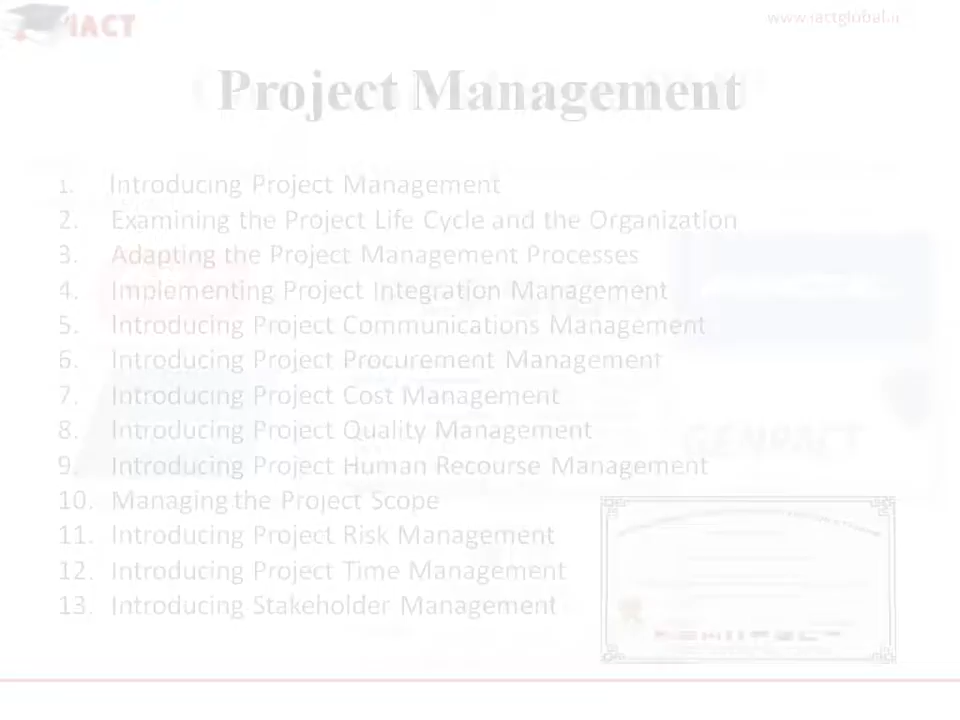 IACT
www.iactglobal.i
Project Management
1. Introducing Project Management
2. Examining the Project Life Cycle and the Organization
3. Adapting the Project Management Processes
4. Implementing Project Integration Management
5. Introducing Project Communications Management
6. Introducing Project Procurement Management
7. Introducing Project Cost Management
8. Introducing Project Quality Management
GENPACT
9. Introducing Project Human Recourse Management
10. Managing the Project Scope
11. Introducing Project Risk Management
12. Introducing Project Time Management
13. Introducing Stakeholder Management